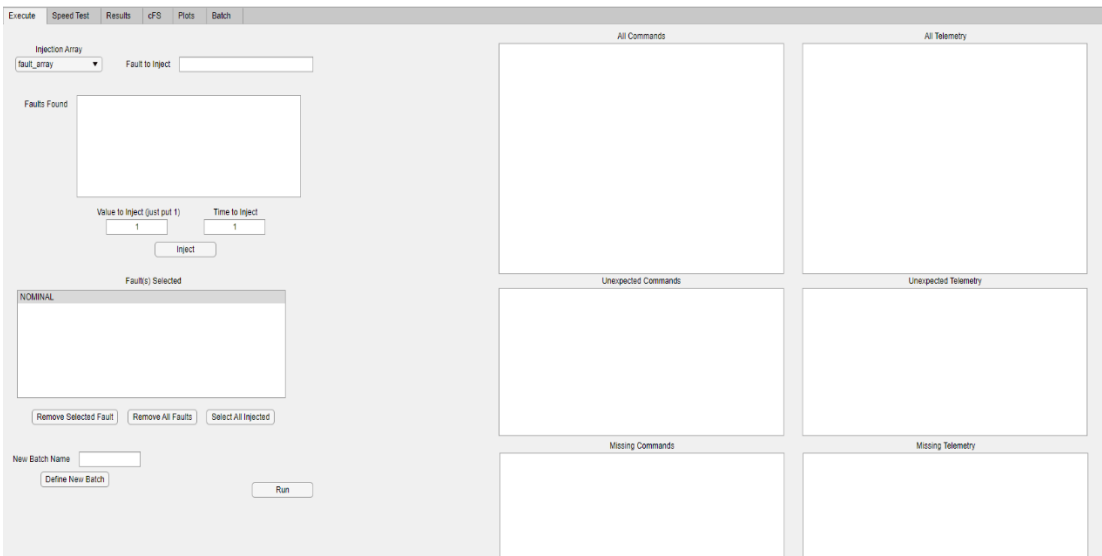 Execute Speed Test Results cFS Plots Batch
Injection Array
fault_array
Fault to Inject
Faults Found
Value to Inject (just put 1) Time to Inject
1 1
Inject
Fault(s) Selected
NOMINAL
Remove Selected Fault Remove All Faults Select All Injected
New Batch Name
Define New Batch
Run
All Commands All Telemetry
Unexpected Commands Unexpected Telemetry
Missing Commands Missing Telemetry